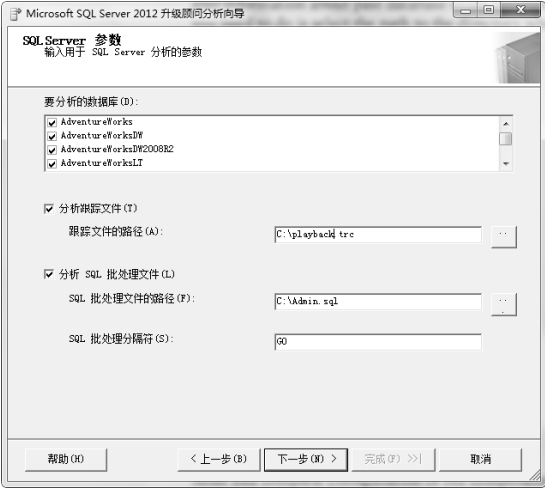 Microsoft SQL Server 2012 升级顾问分析向导
SQL Server 参数
输入用于 SQL Server 分析的参数
要分析的数据库(D):
AdventureWorks
AdventureWorksDW
AdventureWorksDW2008R2
AdventureWorksLT
分析跟踪文件(T)
跟踪文件的路径(A):
C:\playback.trc
..
分析 SQL 批处理文件(L)
SQL 批处理文件的路径(F):
C:\Admin.sql
..
SQL 批处理分隔符(S):
GO
帮助(H)
< 上一步(B)
下一步(N) >
完成(F) >>|
取消